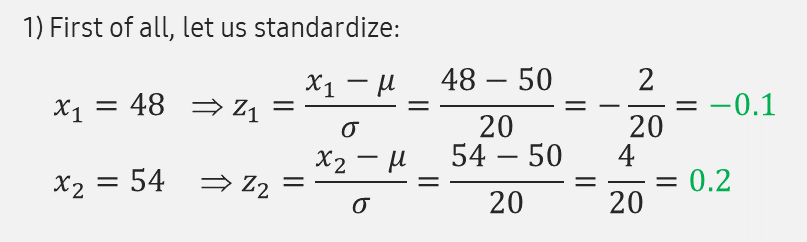 1) First of all, let us standardize:
x₁ = 48 ⇒ z₁ = (x₁ − μ)/σ = (48 − 50)/20 = −2/20 = −0.1
x₂ = 54 ⇒ z₂ = (x₂ − μ)/σ = (54 − 50)/20 = 4/20 = 0.2